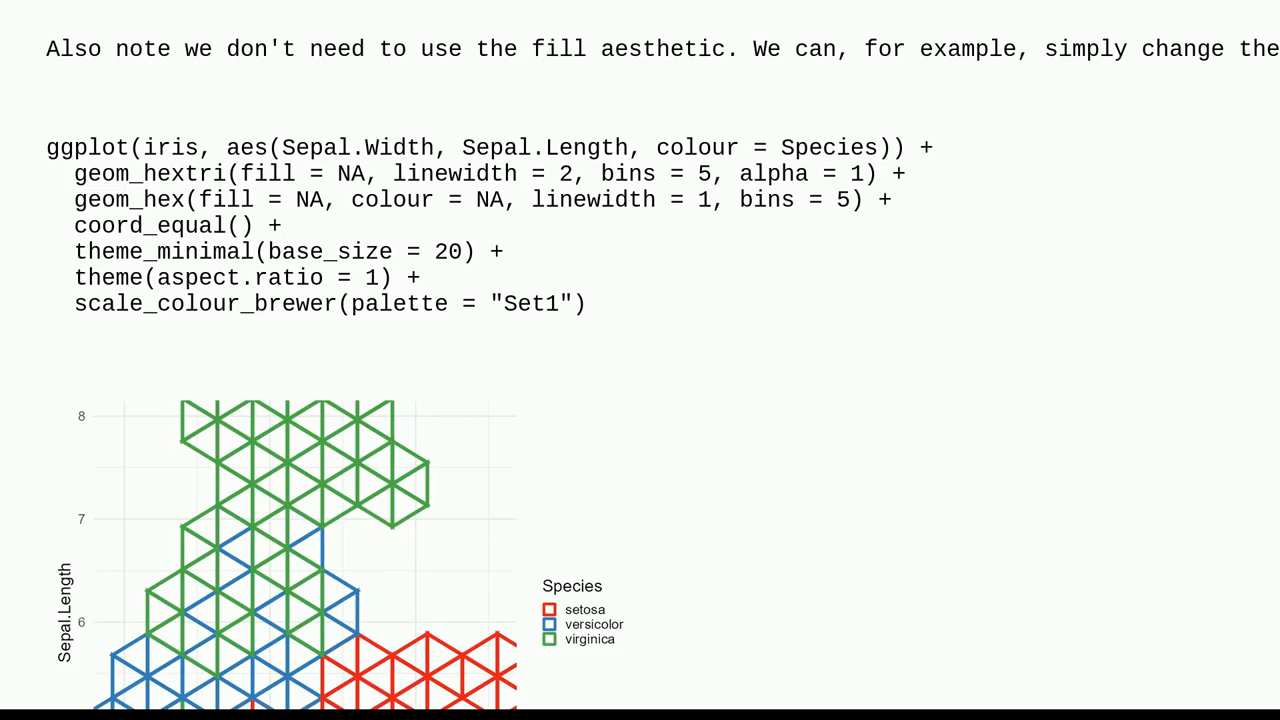 Also note we don't need to use the fill aesthetic. We can, for example, simply change the
ggplot(iris, aes(Sepal.Width, Sepal.Length, colour = Species)) +
  geom_hextri(fill = NA, linewidth = 2, bins = 5, alpha = 1) +
  geom_hex(fill = NA, colour = NA, linewidth = 1, bins = 5) +
  coord_equal() +
  theme_minimal(base_size = 20) +
  theme(aspect.ratio = 1) +
  scale_colour_brewer(palette = "Set1")
8
7
6
Sepal.Length
Species
setosa
versicolor
virginica